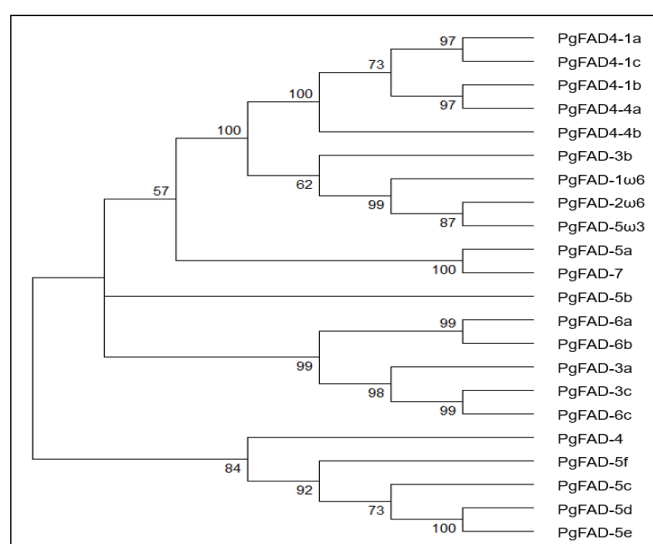 PgFAD4-1a
97
PgFAD4-1c
73
PgFAD4-1b
100
97
PgFAD4-4a
100
PgFAD4-4b
PgFAD-3b
62
PgFAD-1ω6
57
99
PgFAD-2ω6
87
PgFAD-5ω3
PgFAD-5a
100
PgFAD-7
PgFAD-5b
99
PgFAD-6a
PgFAD-6b
99
PgFAD-3a
98
PgFAD-3c
99
PgFAD-6c
PgFAD-4
84
PgFAD-5f
92
PgFAD-5c
73
PgFAD-5d
100
PgFAD-5e